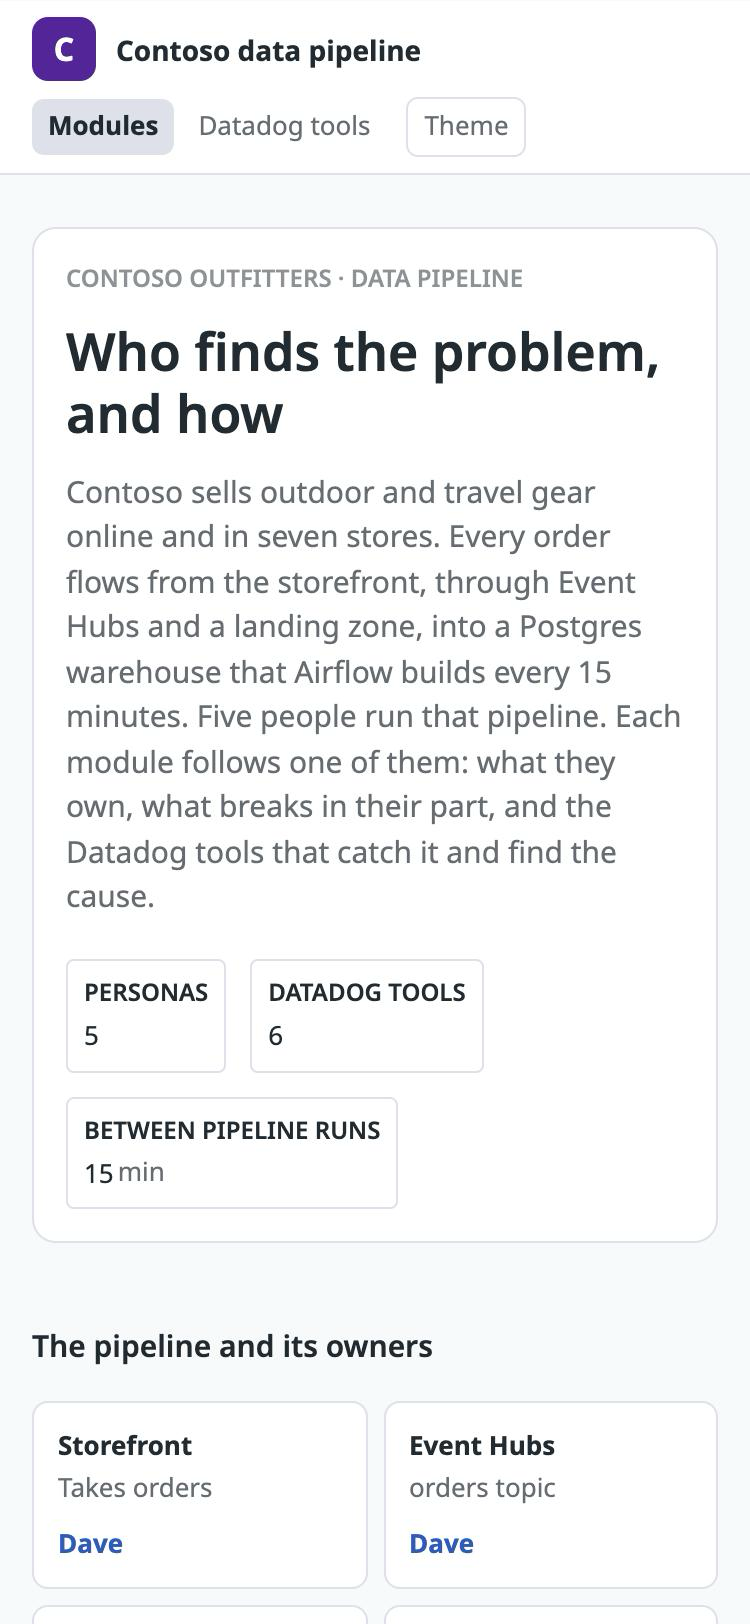 C
Contoso data pipeline
Modules
Datadog tools
Theme
CONTOSO OUTFITTERS · DATA PIPELINE
Who finds the problem,
and how
Contoso sells outdoor and travel gear
online and in seven stores. Every order
flows from the storefront, through Event
Hubs and a landing zone, into a Postgres
warehouse that Airflow builds every 15
minutes. Five people run that pipeline. Each
module follows one of them: what they
own, what breaks in their part, and the
Datadog tools that catch it and find the
cause.
PERSONAS
5
DATADOG TOOLS
6
BETWEEN PIPELINE RUNS
15 min
The pipeline and its owners
Storefront
Takes orders
Dave
Event Hubs
orders topic
Dave